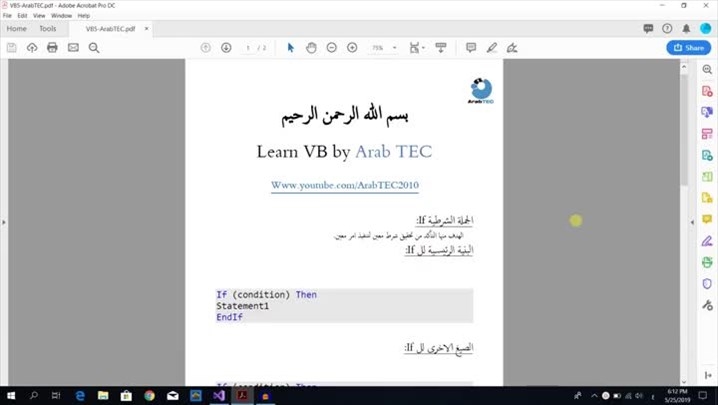 VB5-ArabTEC.pdf - Adobe Acrobat Pro DC
File Edit View Window Help
Home Tools VB5-ArabTEC.pdf ×
1 / 2 75% Share
ArabTEC
بسم الله الرحمن الرحيم
Learn VB by Arab TEC
Www.youtube.com/ArabTEC2010
الجملة الشرطية If:
الهدف منها التأكد من تحقيق شرط معين لتنفيذ امر معين.
البنية الرئيسية لل If:
If (condition) Then
Statement1
EndIf
الصيغ الاخرى لل If:
If (condition) Then
6:12 PM
5/25/2019